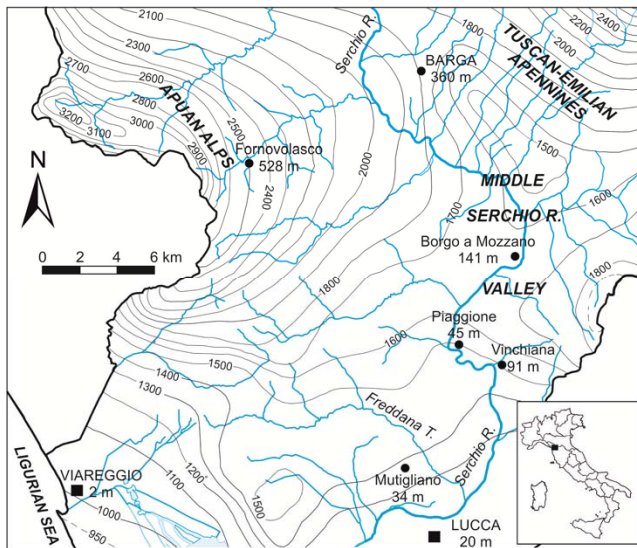 2100
2200
2300
2700
2600
2800
3000
3200
3100
2900
2500
2400
2000
1800
APUAN ALPS
Serchio R.
BARGA
360 m
TUSCAN-EMILIAN
APENNINES
2400
2200
2000
1800
1500
Fornovolasco
528 m
N
0 2 4 6 km
MIDDLE
SERCHIO R.
VALLEY
1700
1600
1800
Borgo a Mozzano
141 m
Piaggione
45 m
Vinchiana
91 m
1600
1500
1400
1300
1200
1100
1000
950
1500
Freddana T.
Serchio R.
Mutigliano
34 m
VIAREGGIO
2 m
LIGURIAN SEA
LUCCA
20 m